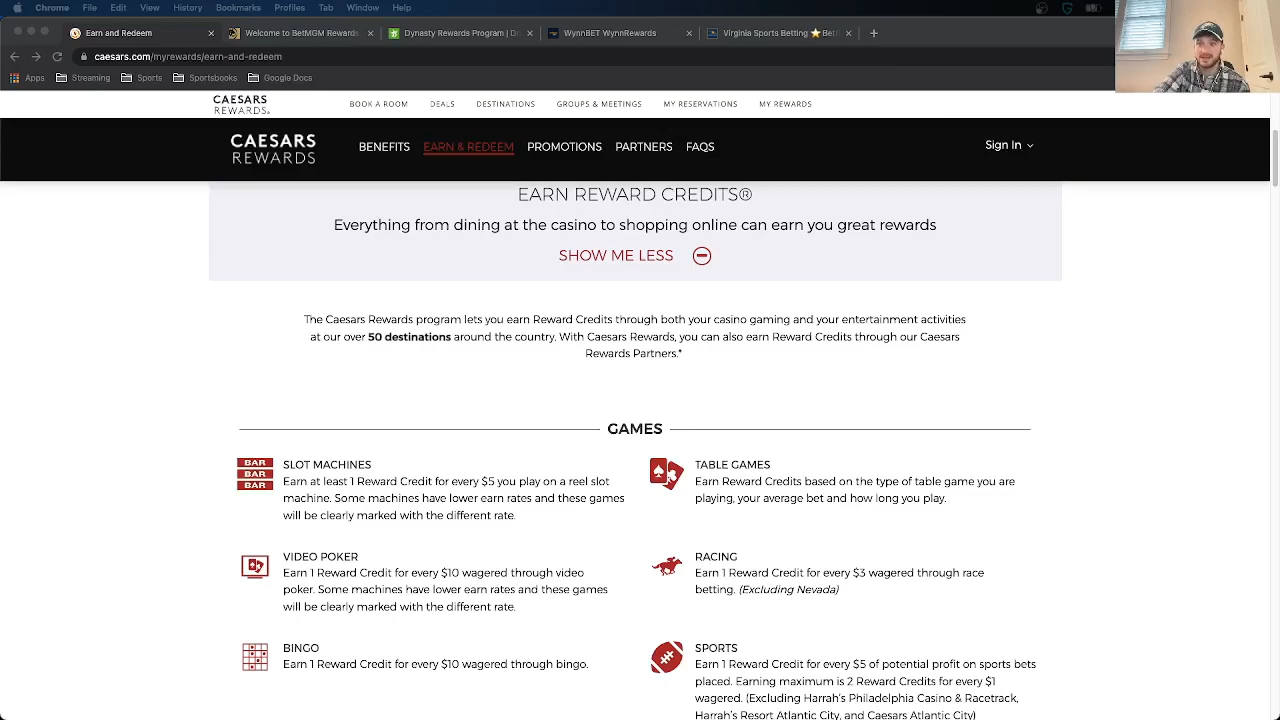 Chrome File Edit View History Bookmarks Profiles Tab Window Help
Earn and Redeem
caesars.com/myrewards/earn-and-redeem
Apps Streaming Sports Sportsbooks Google Docs
CAESARS
REWARDS
BOOK A ROOM DEALS DESTINATIONS GROUPS & MEETINGS MY RESERVATIONS MY REWARDS
CAESARS
REWARDS
BENEFITS EARN & REDEEM PROMOTIONS PARTNERS FAQS
Sign In
EARN REWARD CREDITS®
Everything from dining at the casino to shopping online can earn you great rewards
SHOW ME LESS
The Caesars Rewards program lets you earn Reward Credits through both your casino gaming and your entertainment activities
at our over 50 destinations around the country. With Caesars Rewards, you can also earn Reward Credits through our Caesars
Rewards Partners.*
GAMES
BAR
BAR
BAR
SLOT MACHINES
Earn at least 1 Reward Credit for every $5 you play on a reel slot
machine. Some machines have lower earn rates and these games
will be clearly marked with the different rate.
TABLE GAMES
Earn Reward Credits based on the type of table game you are
playing, your average bet and how long you play.
VIDEO POKER
Earn 1 Reward Credit for every $10 wagered through video
poker. Some machines have lower earn rates and these games
will be clearly marked with the different rate.
RACING
Earn 1 Reward Credit for every $3 wagered through race
betting. (Excluding Nevada)
BINGO
Earn 1 Reward Credit for every $10 wagered through bingo.
SPORTS
Earn 1 Reward Credit for every $5 of potential profit on sports bets
placed. Earning maximum is 2 Reward Credits for every $1
wagered. (Excluding Harrah's Philadelphia Casino & Racetrack,
Harrah's Resort Atlantic City, and Caesars Atlantic City)